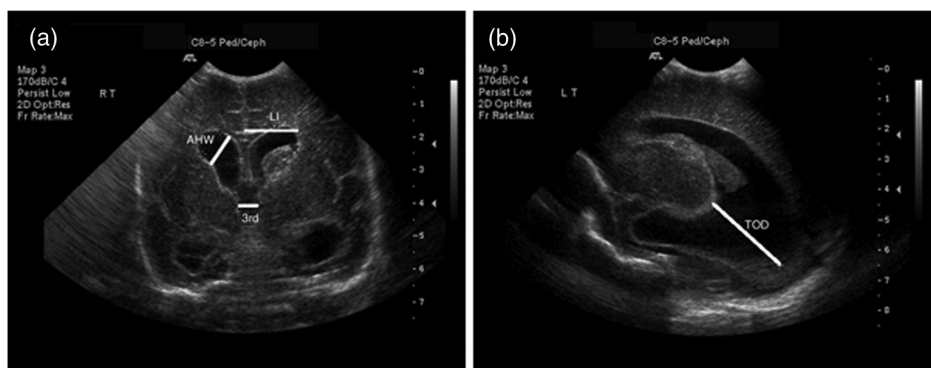 (a)
C8-5 Ped/Ceph
Map 3
170dB/C 4
Persist Low
2D Opt:Res
Fr Rate:Max
R T
LI
AHW
3rd
-0
-1
-2
-3
-4
-5
-6
-7
(b)
C8-5 Ped/Ceph
Map 3
170dB/C 4
Persist Low
2D Opt:Res
Fr Rate:Max
L T
TOD
-0
-1
-2
-3
-4
-5
-6
-7
-8